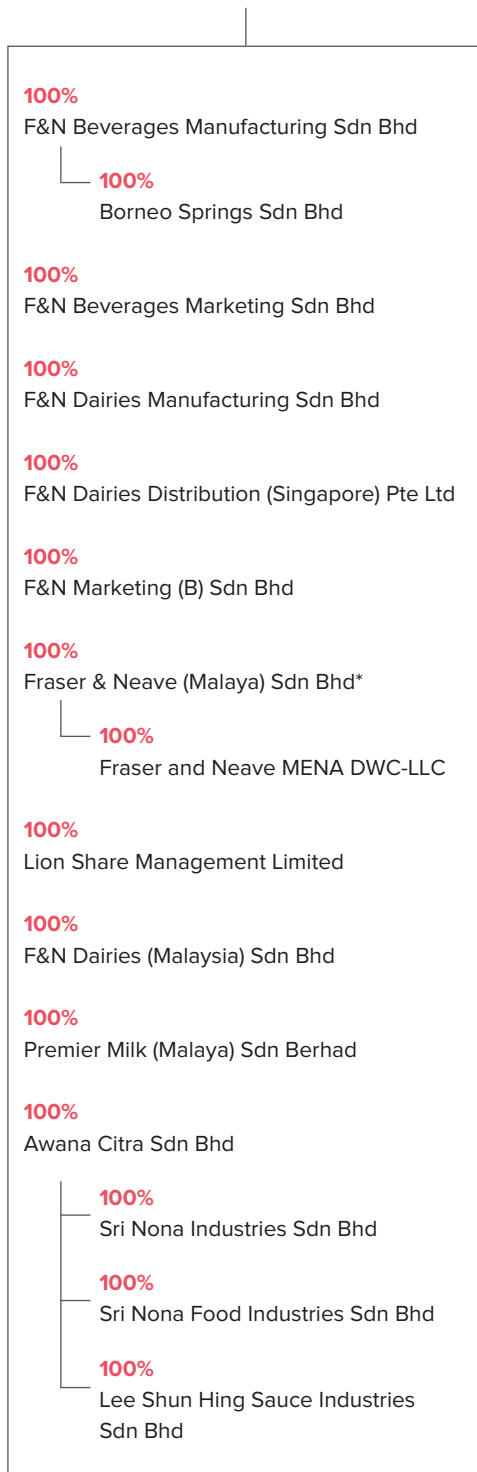 100%
F&N Beverages Manufacturing Sdn Bhd
100%
Borneo Springs Sdn Bhd
100%
F&N Beverages Marketing Sdn Bhd
100%
F&N Dairies Manufacturing Sdn Bhd
100%
F&N Dairies Distribution (Singapore) Pte Ltd
100%
F&N Marketing (B) Sdn Bhd
100%
Fraser & Neave (Malaya) Sdn Bhd*
100%
Fraser and Neave MENA DWC-LLC
100%
Lion Share Management Limited
100%
F&N Dairies (Malaysia) Sdn Bhd
100%
Premier Milk (Malaya) Sdn Berhad
100%
Awana Citra Sdn Bhd
100%
Sri Nona Industries Sdn Bhd
100%
Sri Nona Food Industries Sdn Bhd
100%
Lee Shun Hing Sauce Industries
Sdn Bhd